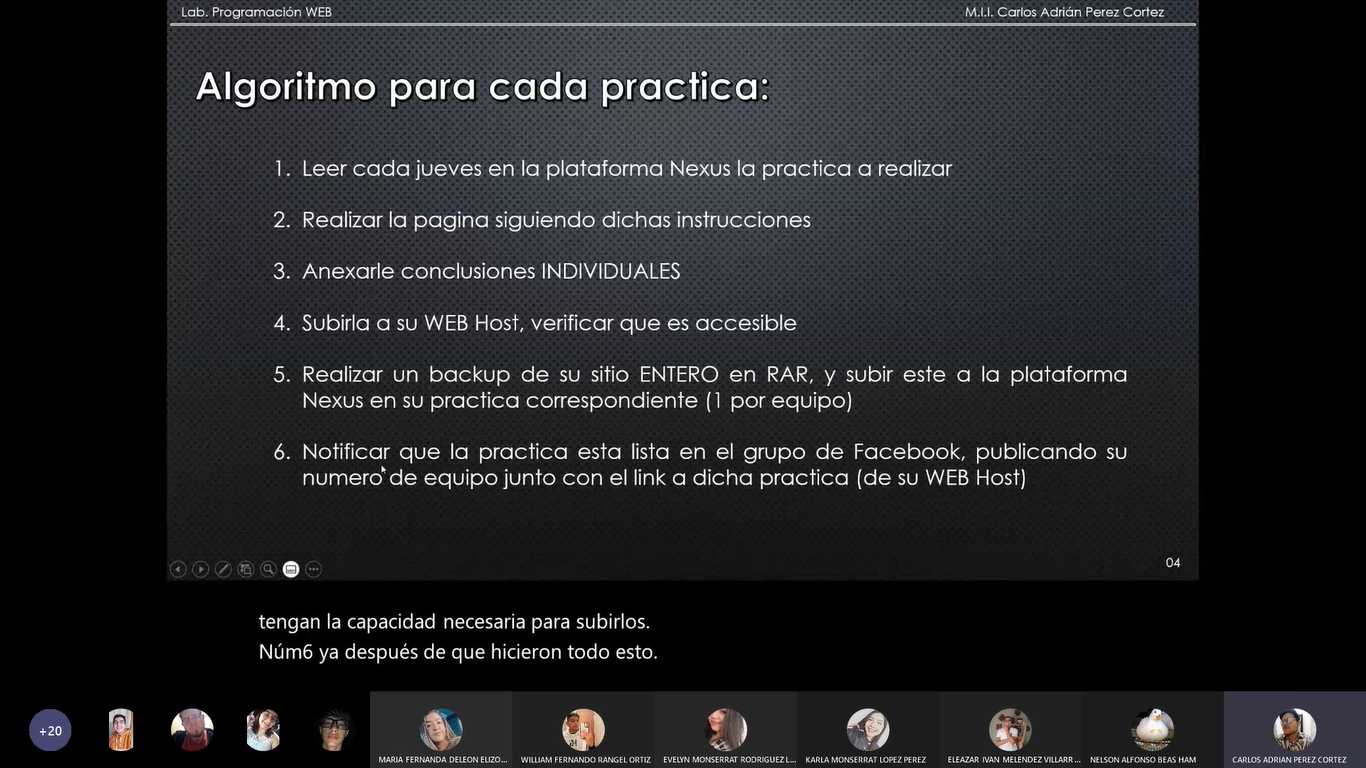 Lab. Programación WEB
M.I.I. Carlos Adrián Perez Cortez
Algoritmo para cada practica:
1. Leer cada jueves en la plataforma Nexus la practica a realizar
2. Realizar la pagina siguiendo dichas instrucciones
3. Anexarle conclusiones INDIVIDUALES
4. Subirla a su WEB Host, verificar que es accesible
5. Realizar un backup de su sitio ENTERO en RAR, y subir este a la plataforma
Nexus en su practica correspondiente (1 por equipo)
6. Notificar que la practica esta lista en el grupo de Facebook, publicando su
numero de equipo junto con el link a dicha practica (de su WEB Host)
04
tengan la capacidad necesaria para subirlos.
Núm6 ya después de que hicieron todo esto.
+20
MARIA FERNANDA DELEON ELIZO...
WILLIAM FERNANDO RANGEL ORTIZ
EVELYN MONSERRAT RODRIGUEZ L...
KARLA MONSERRAT LOPEZ PEREZ
ELEAZAR IVAN MELENDEZ VILLARR...
NELSON ALFONSO BEAS HAM
CARLOS ADRIAN PEREZ CORTEZ